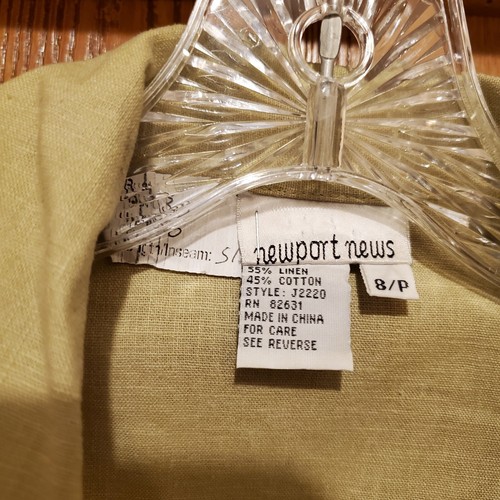 newport news
8/P
55% LINEN
45% COTTON
STYLE: J2220
RN 82631
MADE IN CHINA
FOR CARE
SEE REVERSE
/Inseam: